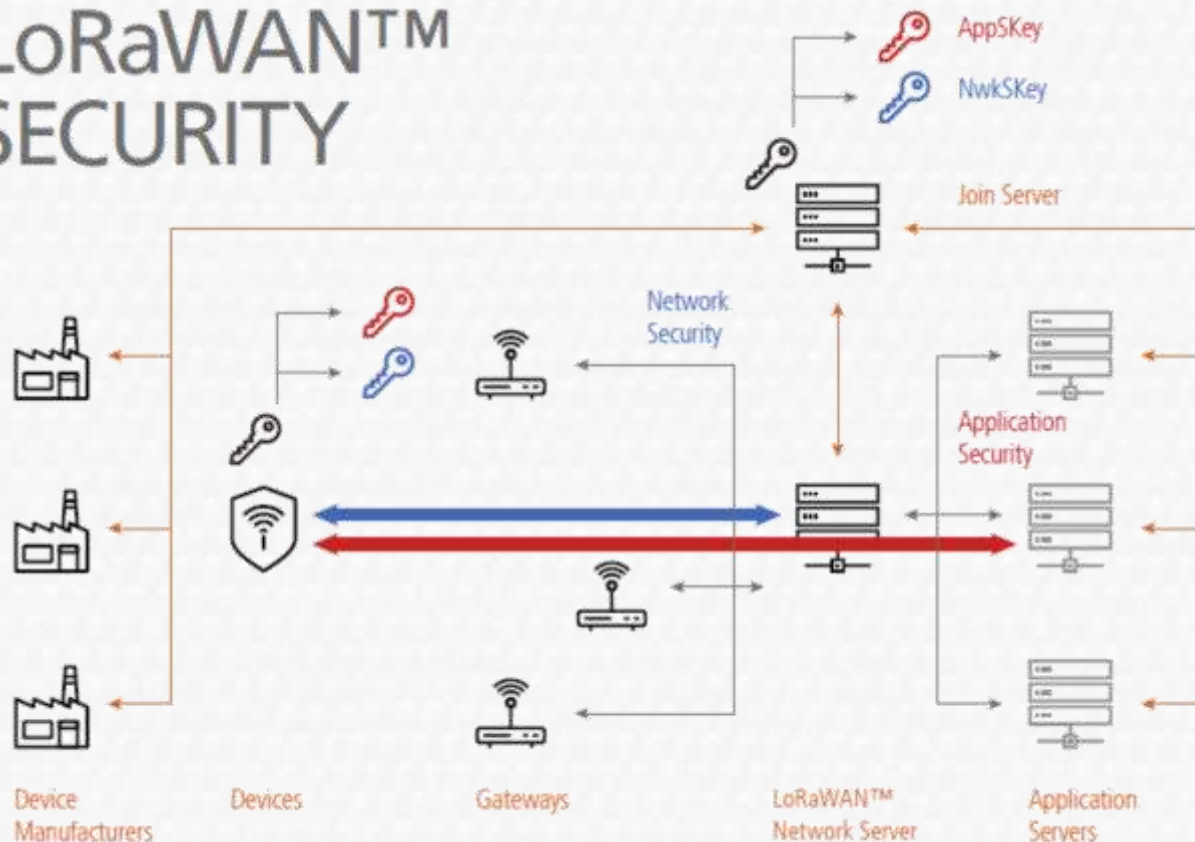 LoRaWAN™
SECURITY
AppSKey
NwkSKey
Join Server
Network
Security
Application
Security
Device
Manufacturers
Devices
Gateways
LoRaWAN™
Network Server
Application
Servers